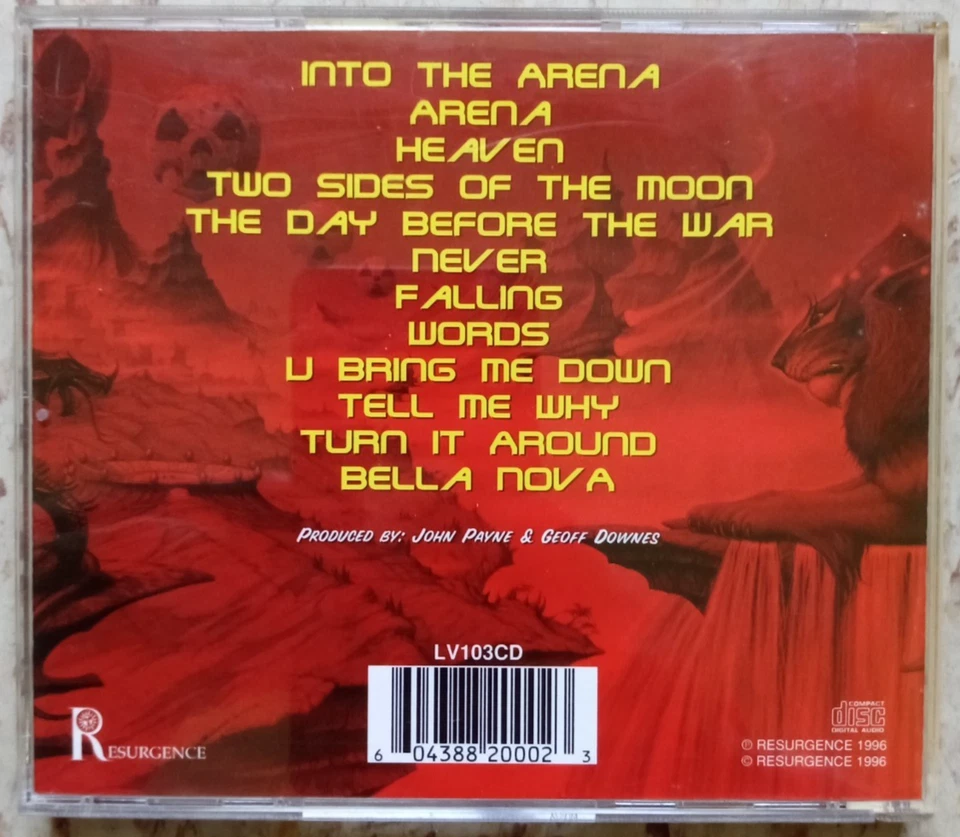 INTO THE ARENA
ARENA
HEAVEN
TWO SIDES OF THE MOON
THE DAY BEFORE THE WAR
NEVER
FALLING
WORDS
U BRING ME DOWN
TELL ME WHY
TURN IT AROUND
BELLA NOVA
PRODUCED BY: JOHN PAYNE & GEOFF DOWNES
LV103CD
6 04388 20002 3
RESURGENCE
COMPACT
disc
DIGITAL AUDIO
℗ RESURGENCE 1996
© RESURGENCE 1996